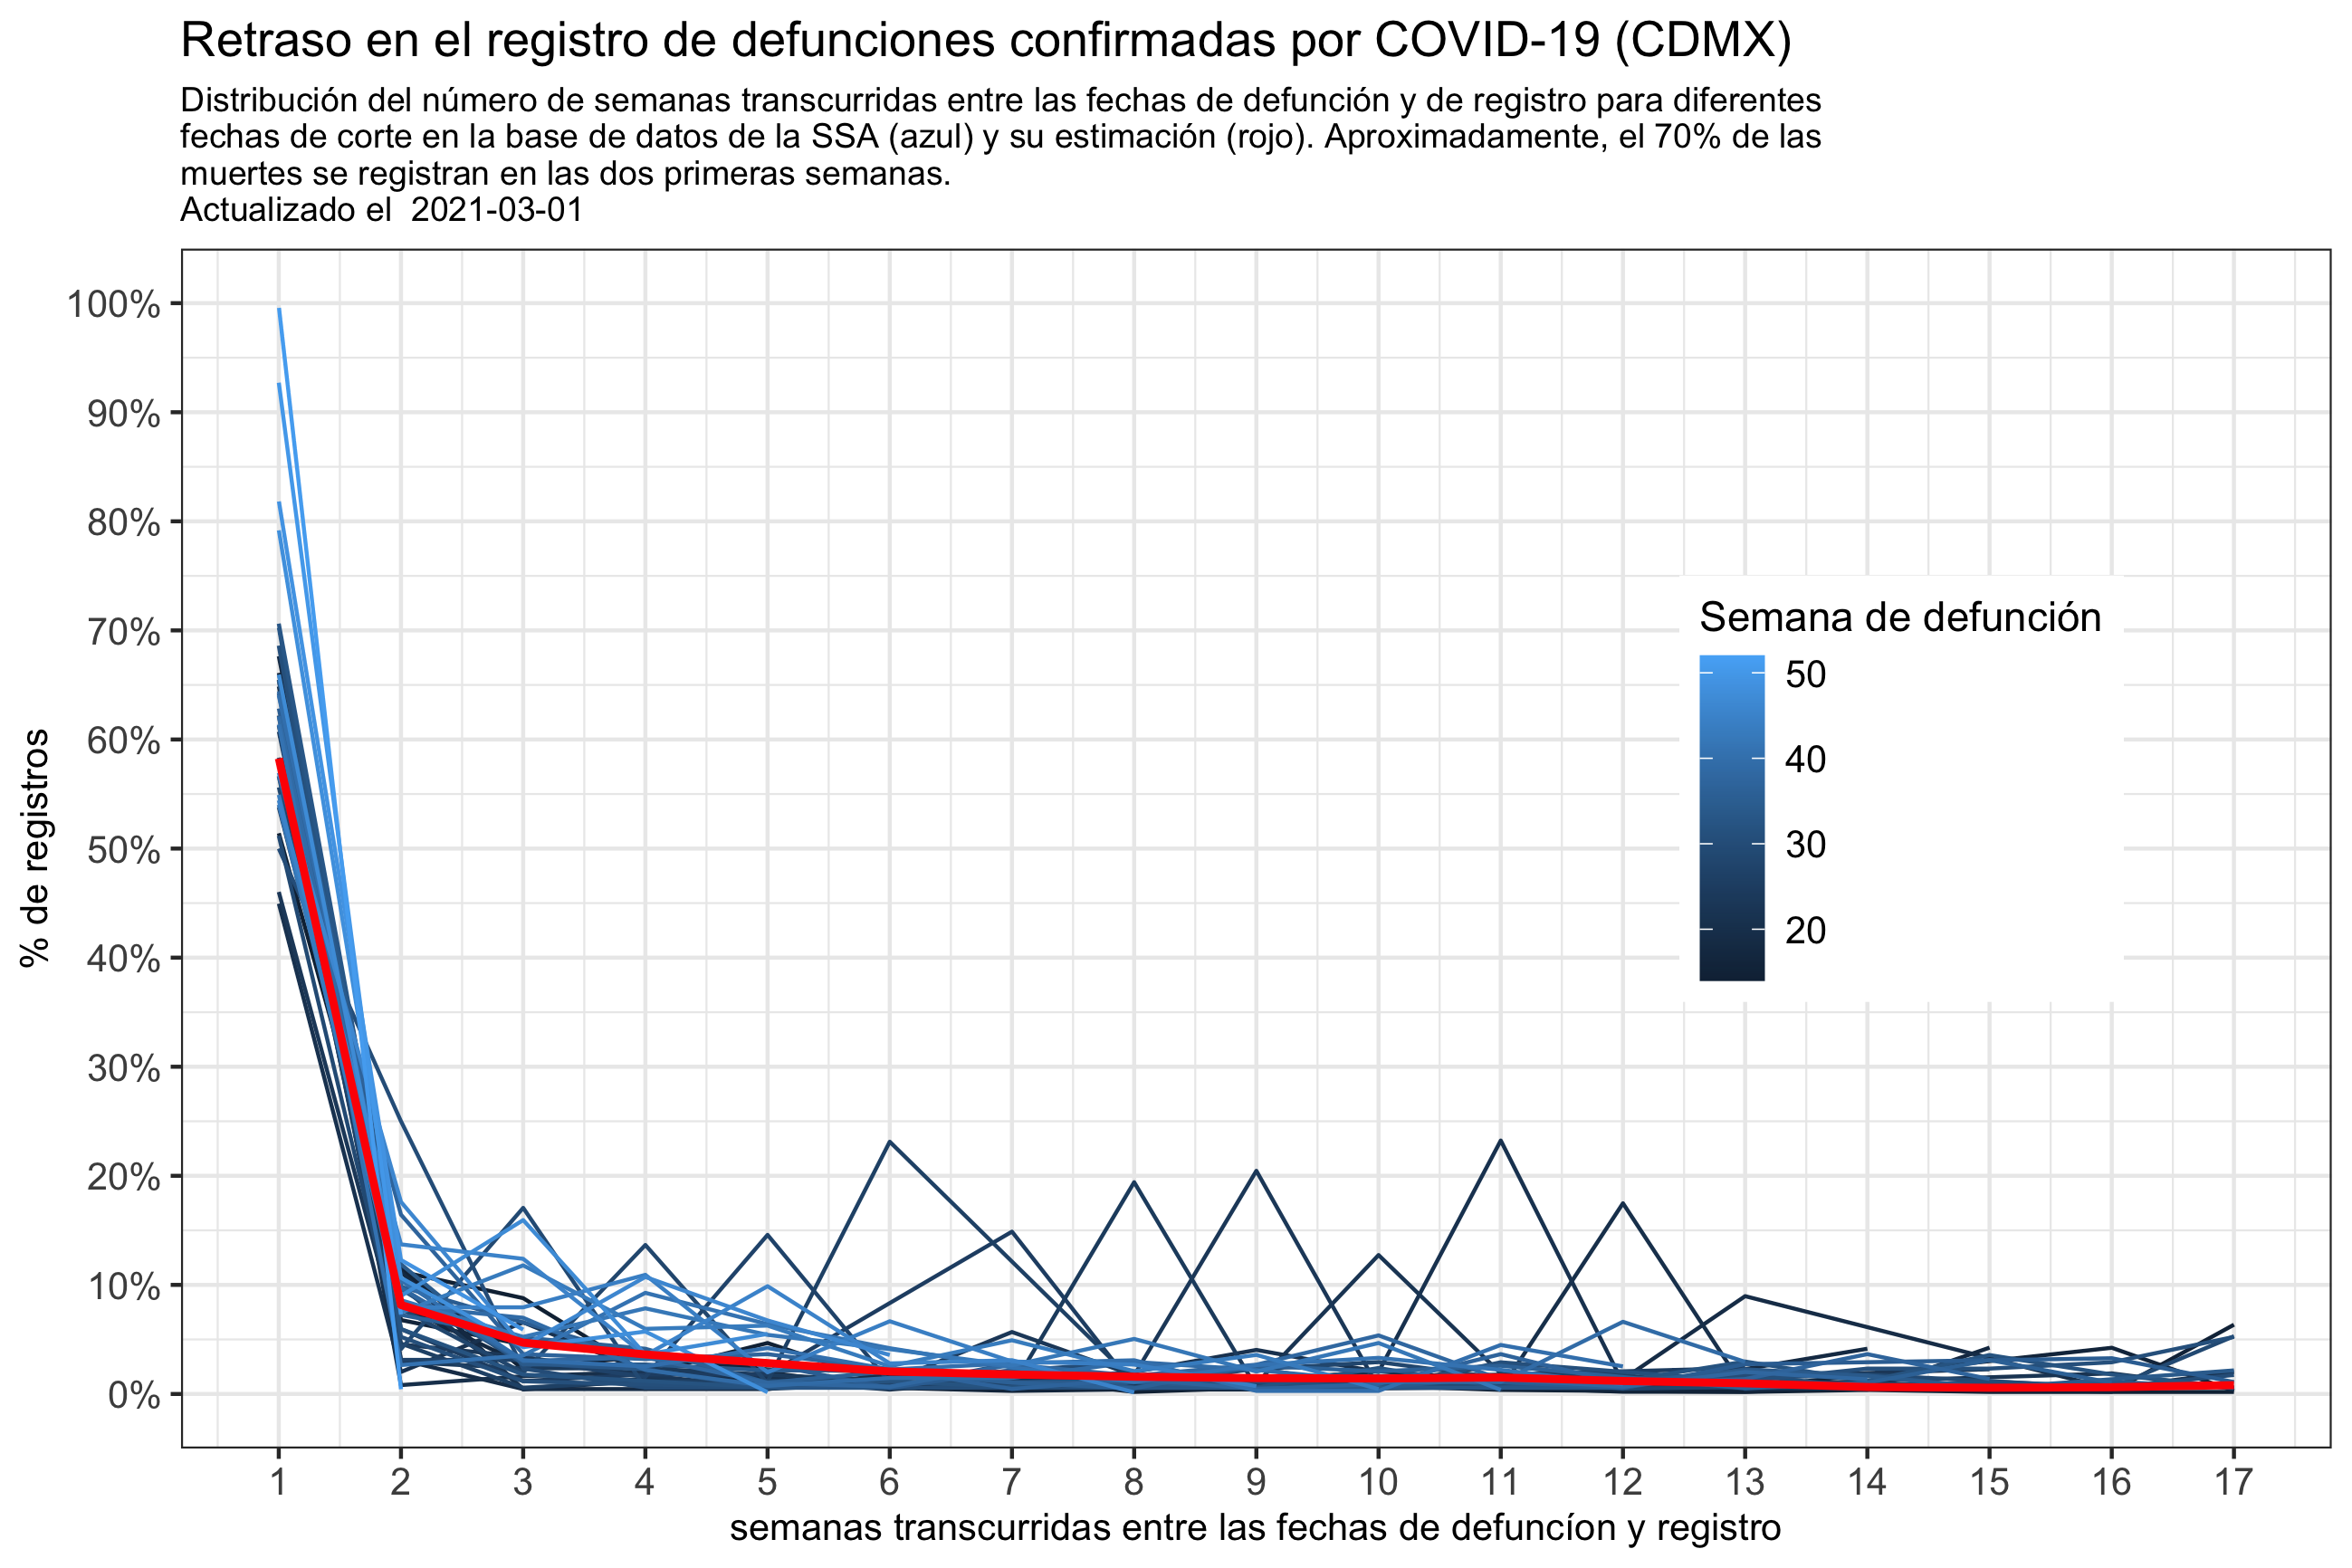 Retraso en el registro de defunciones confirmadas por COVID-19 (CDMX)
Distribución del número de semanas transcurridas entre las fechas de defunción y de registro para diferentes
fechas de corte en la base de datos de la SSA (azul) y su estimación (rojo). Aproximadamente, el 70% de las
muertes se registran en las dos primeras semanas.
Actualizado el  2021-03-01
% de registros
100%
90%
80%
70%
60%
50%
40%
30%
20%
10%
0%
Semana de defunción
50
40
30
20
1 2 3 4 5 6 7 8 9 10 11 12 13 14 15 16 17
semanas transcurridas entre las fechas de defuncíon y registro